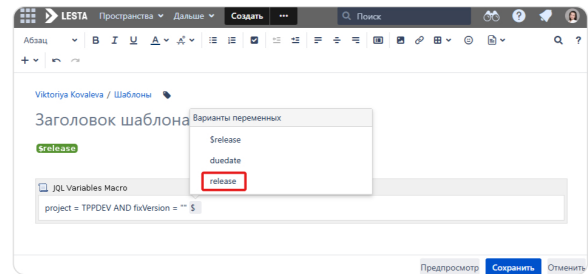 LESTA Пространства Дальше Создать ... Поиск
Абзац B I U A
Viktoriya Kovaleva / Шаблоны
Заголовок шаблона
Варианты переменных
$release
$release
duedate
release
JQL Variables Macro
project = TPPDEV AND fixVersion = "" $
Предпросмотр Сохранить Отменить